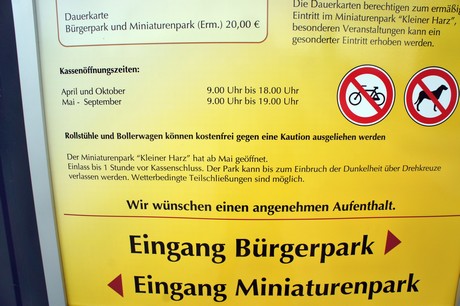 Dauerkarte
Bürgerpark und Miniaturenpark (Erm.) 20,00 €
Die Dauerkarten berechtigen zum ermäßig
Eintritt im Miniaturenpark "Kleiner Harz",
besonderen Veranstaltungen kann ein
gesonderter Eintritt erhoben werden.
Kassenöffnungszeiten:
April und Oktober 9.00 Uhr bis 18.00 Uhr
Mai - September 9.00 Uhr bis 19.00 Uhr
Rollstühle und Bollerwagen können kostenfrei gegen eine Kaution ausgeliehen werden
Der Miniaturenpark "Kleiner Harz" hat ab Mai geöffnet.
Einlass bis 1 Stunde vor Kassenschluss. Der Park kann bis zum Einbruch der Dunkelheit über Drehkreuze
verlassen werden. Wetterbedingte Teilschließungen sind möglich.
Wir wünschen einen angenehmen Aufenthalt.
Eingang Bürgerpark
Eingang Miniaturenpark